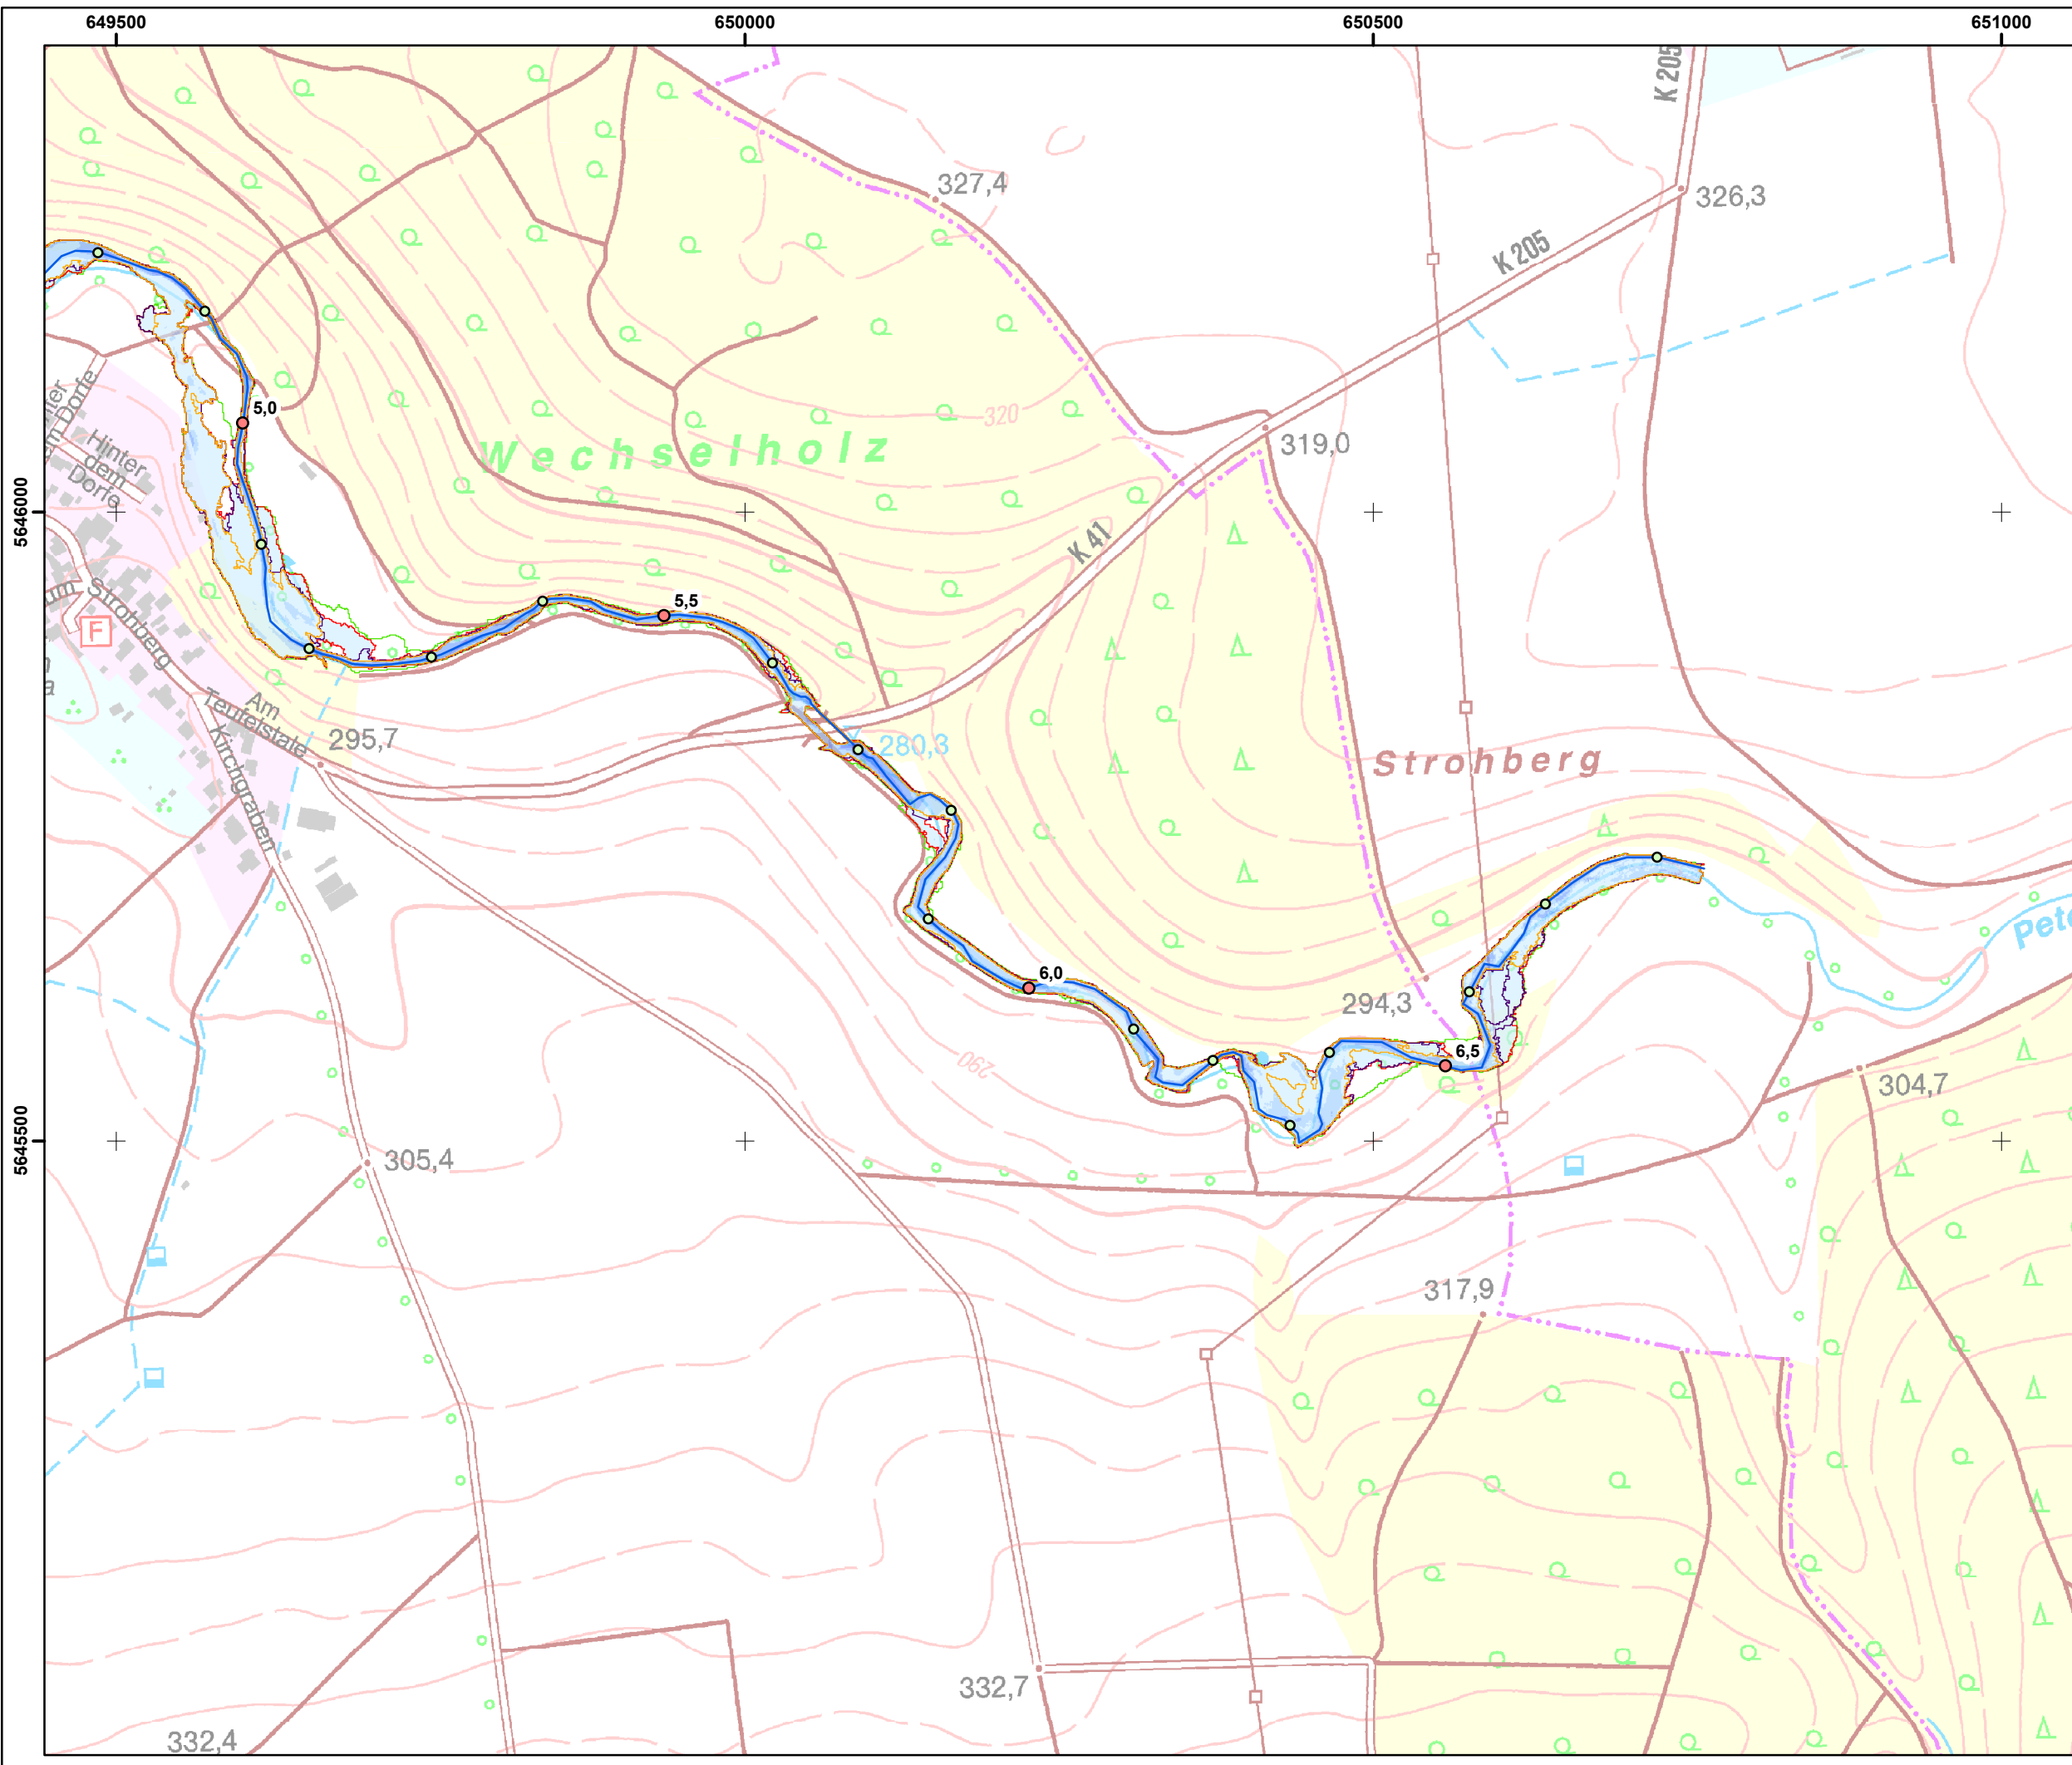 649500
650000
650500
651000
K 205
327,4
326,3
K 205
5646000
5,0
320
Wechselholz
319,0
Hinter
dem
Dorfe
K 41
5,5
F
Strohberg
Am
Teufelstale
295,7
280,3
Strohberg
Kirchgraben
6,0
294,3
6,5
290
304,7
5645500
305,4
317,9
332,7
332,4